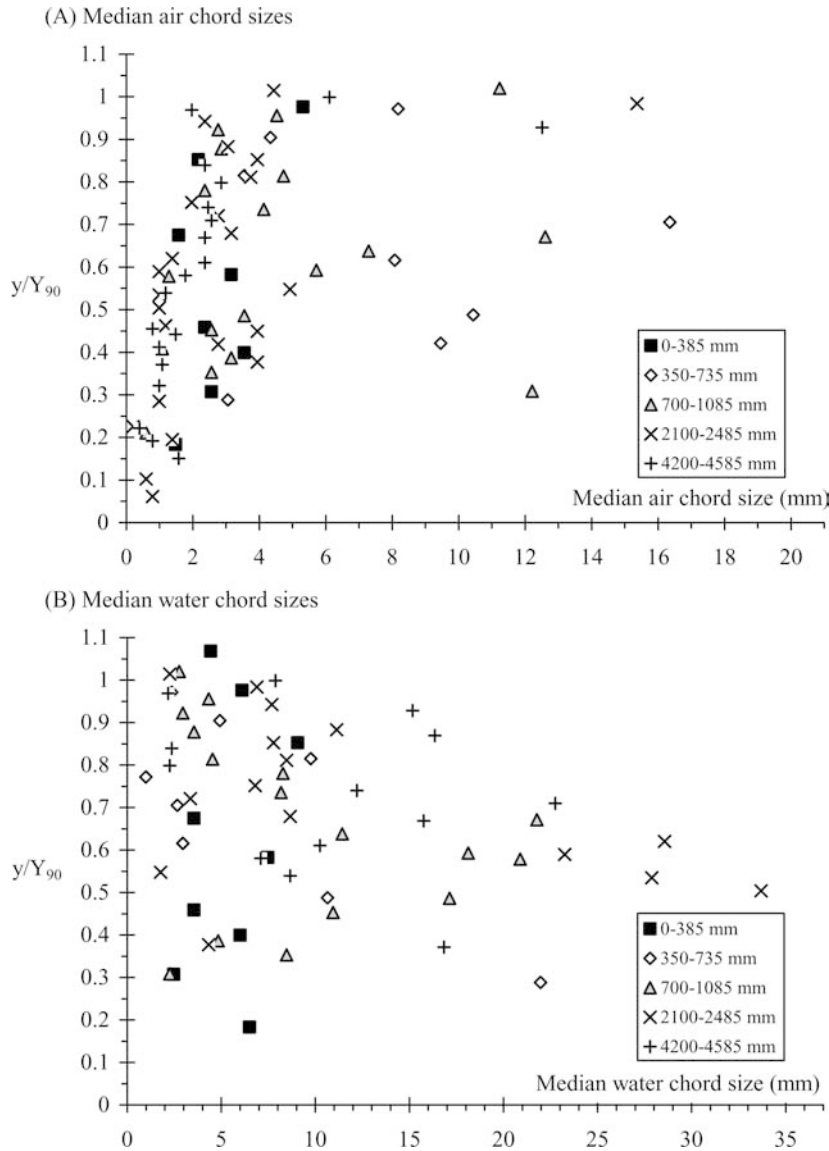 (A) Median air chord sizes
1.1
1
0.9
0.8
0.7
0.6
y/Y90
0.5
0.4
0.3
0.2
0.1
0
0-385 mm
350-735 mm
700-1085 mm
2100-2485 mm
4200-4585 mm
Median air chord size (mm)
0 2 4 6 8 10 12 14 16 18 20
(B) Median water chord sizes
1.1
1
0.9
0.8
0.7
0.6
y/Y90
0.5
0.4
0.3
0.2
0.1
0
0-385 mm
350-735 mm
700-1085 mm
2100-2485 mm
4200-4585 mm
Median water chord size (mm)
0 5 10 15 20 25 30 35